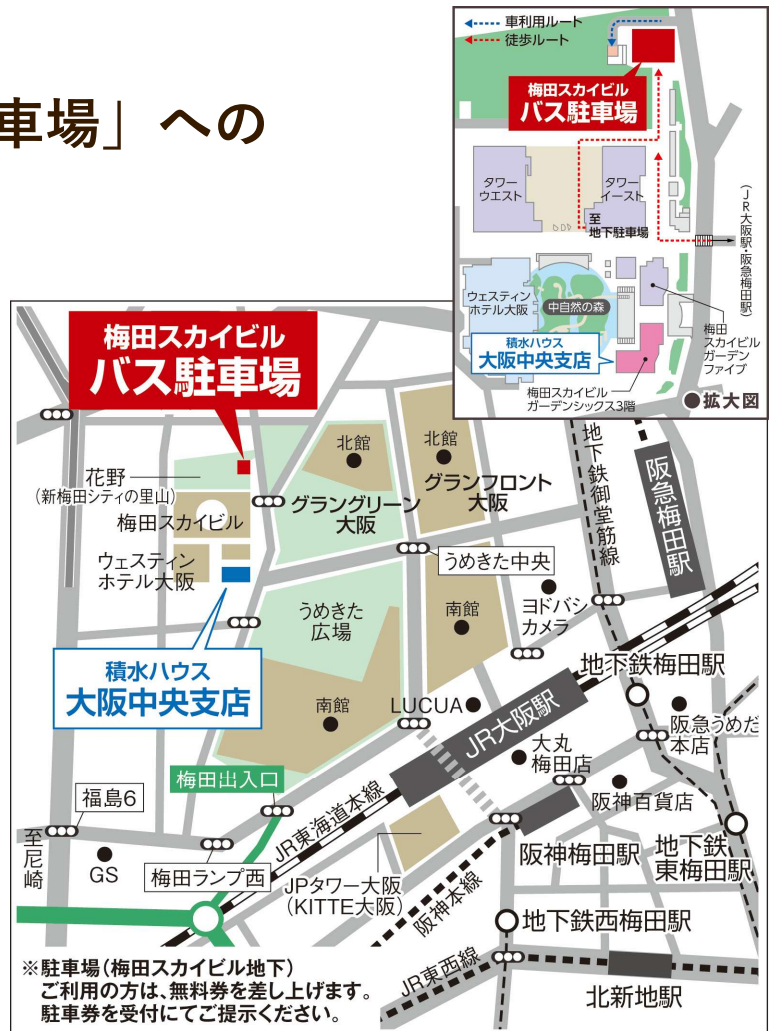 車場」への
車利用ルート
徒歩ルート
梅田スカイビル
バス駐車場
タワー
ウエスト
タワー
イースト
至
地下駐車場
（JR大阪駅・阪急梅田駅）
ウェスティン
ホテル大阪
中自然の森
積水ハウス
大阪中央支店
梅田
スカイビル
ガーデン
ファイブ
梅田スカイビル
ガーデンシックス3階
●拡大図
梅田スカイビル
バス駐車場
花野
(新梅田シティの里山)
梅田スカイビル
ウェスティン
ホテル大阪
積水ハウス
大阪中央支店
北館
グラングリーン
大阪
北館
グランフロント
大阪
地下鉄御堂筋線
阪急梅田駅
うめきた中央
うめきた
広場
南館
ヨドバシ
カメラ
地下鉄梅田駅
南館
LUCUA
JR大阪駅
大丸
梅田店
阪急うめだ
本店
梅田出入口
福島6
JR東海道本線
阪神百貨店
至尼崎
GS
梅田ランプ西
JPタワー大阪
(KITTE大阪)
阪神本線
阪神梅田駅
地下鉄
東梅田駅
地下鉄西梅田駅
JR東西線
北新地駅
※駐車場(梅田スカイビル地下)
ご利用の方は、無料券を差し上げます。
駐車券を受付にてご提示ください。